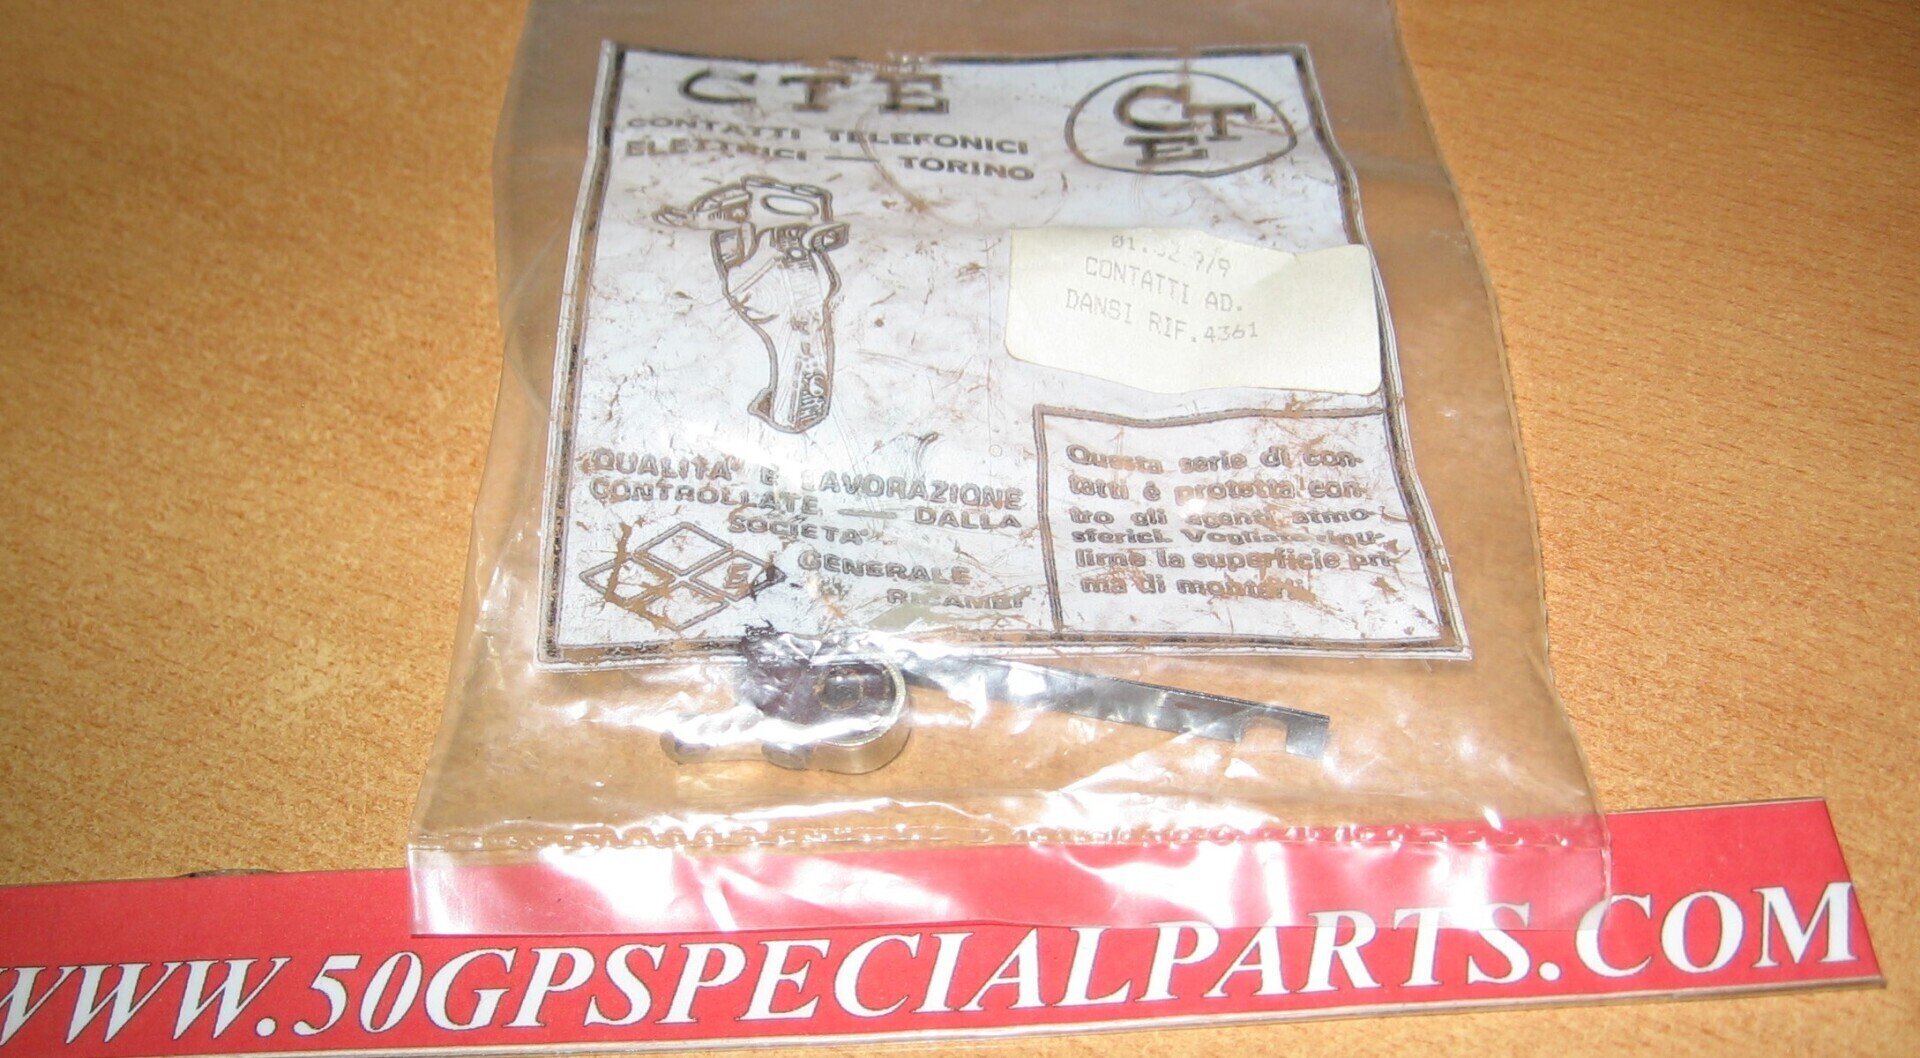 CTE
CONTATTI TELEFONICI
ELETTRICI — TORINO
CTE
CONTATTI AD.
DANSI RIF.4361
QUALITA' E LAVORAZIONE
CONTROLLATE — DALLA
SOCIETA'
GENERALE
RICAMBI
Questa serie di con-
tatti è protetta con-
tro gli agenti atmo-
sferici. Vogliate
lirne la superficie pri-
ma di montarli.
WWW.50GPSPECIALPARTS.COM